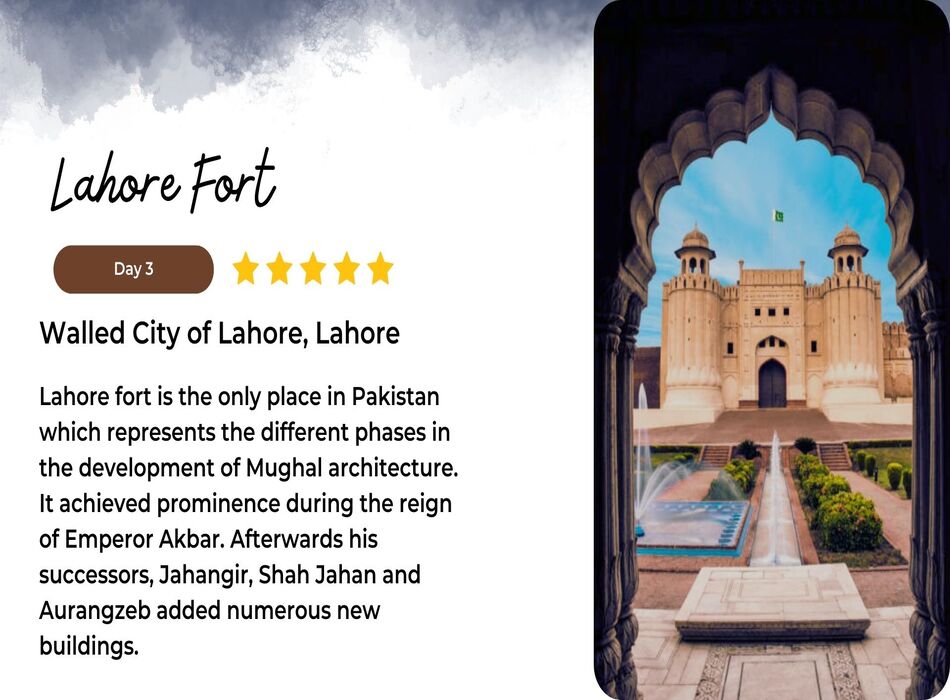 Lahore Fort
Day 3
Walled City of Lahore, Lahore
Lahore fort is the only place in Pakistan
which represents the different phases in
the development of Mughal architecture.
It achieved prominence during the reign
of Emperor Akbar. Afterwards his
successors, Jahangir, Shah Jahan and
Aurangzeb added numerous new
buildings.